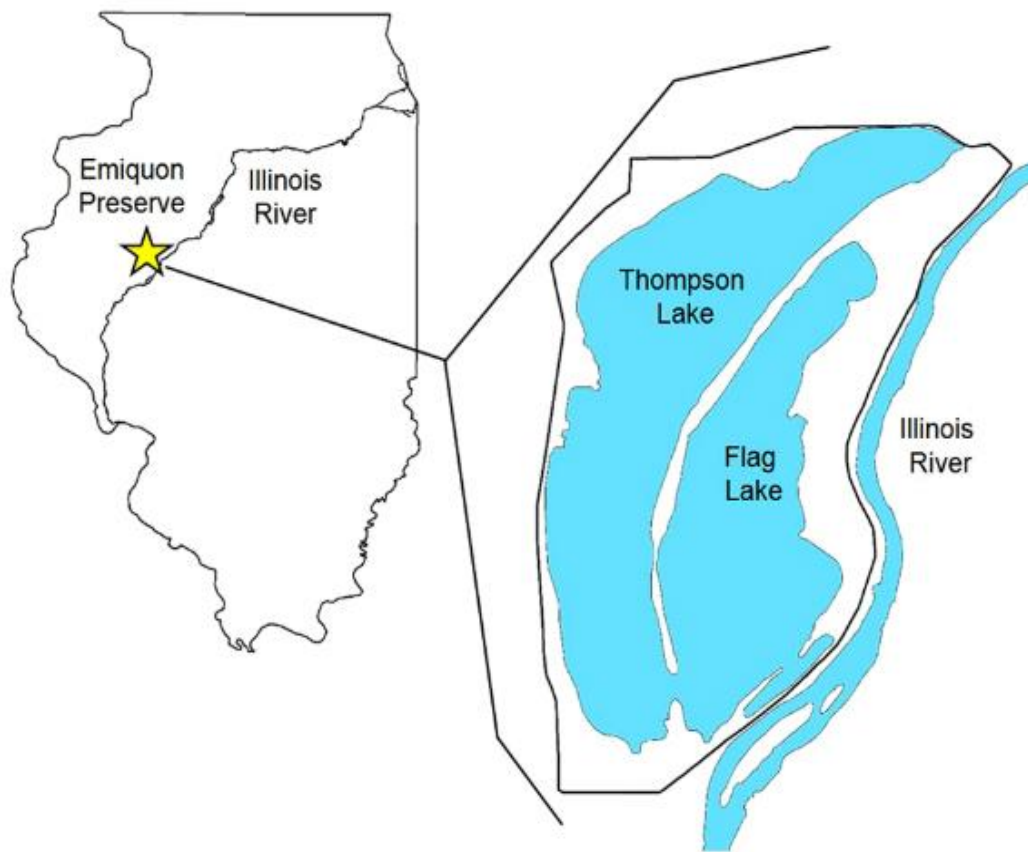 Emiquon
Preserve
Illinois
River
Thompson
Lake
Flag
Lake
Illinois
River